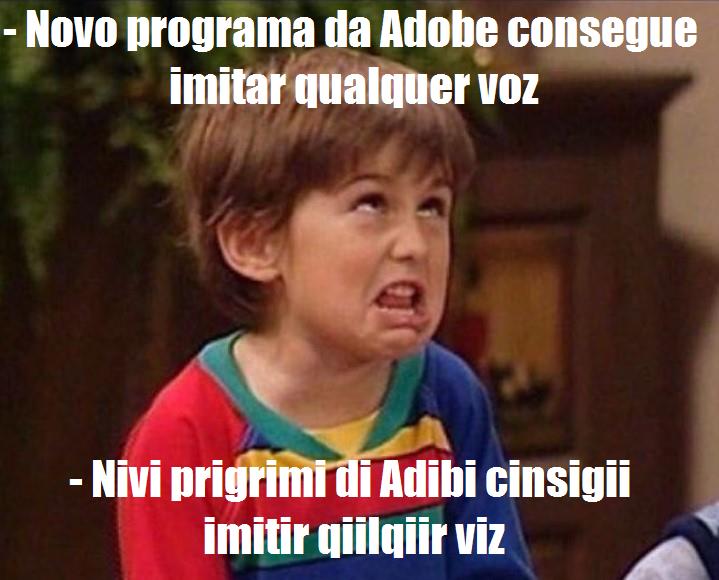 - Novo programa da Adobe consegue
imitar qualquer voz
- Nivi prigrimi di Adibi cinsigii
imitir qiilqiir viz